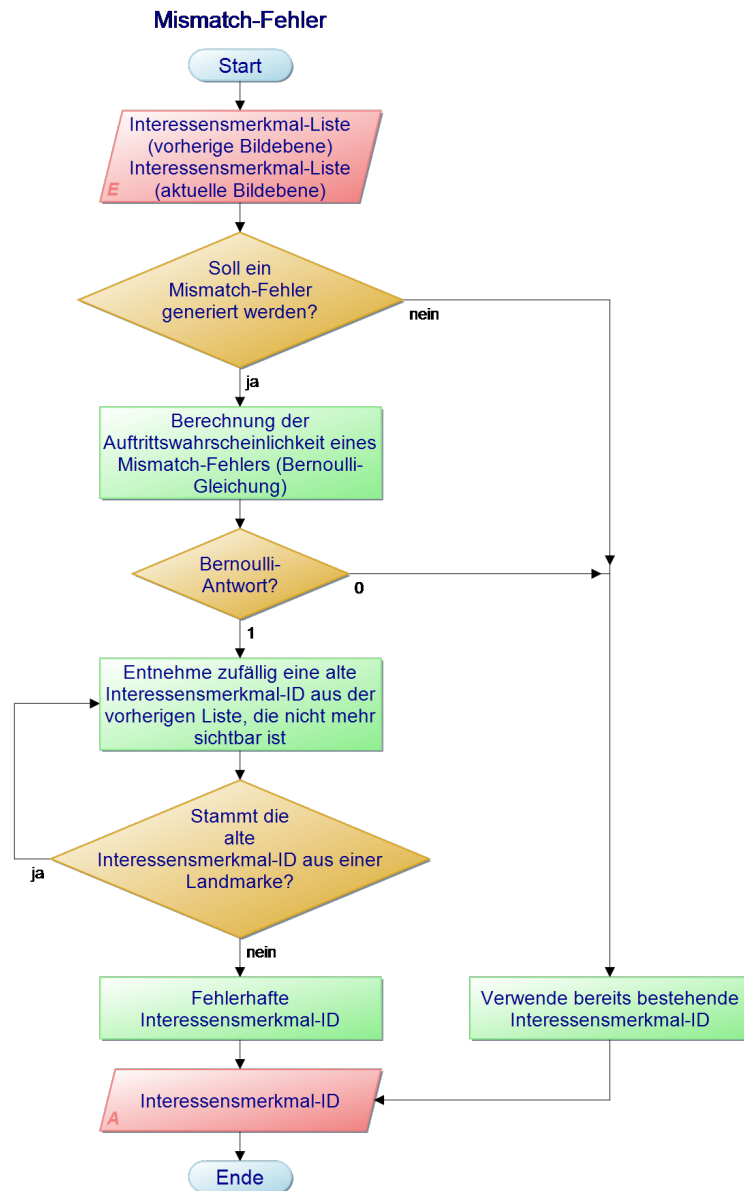 Mismatch-Fehler
Start
Interessensmerkmal-Liste
(vorherige Bildebene)
Interessensmerkmal-Liste
(aktuelle Bildebene)
E
Soll ein
Mismatch-Fehler
generiert werden?
nein
ja
Berechnung der
Auftrittswahrscheinlichkeit eines
Mismatch-Fehlers (Bernoulli-
Gleichung)
Bernoulli-
Antwort?
0
1
Entnehme zufällig eine alte
Interessensmerkmal-ID aus der
vorherigen Liste, die nicht mehr
sichtbar ist
Stammt die
alte
Interessensmerkmal-ID aus einer
Landmarke?
ja
nein
Fehlerhafte
Interessensmerkmal-ID
Verwende bereits bestehende
Interessensmerkmal-ID
Interessensmerkmal-ID
A
Ende